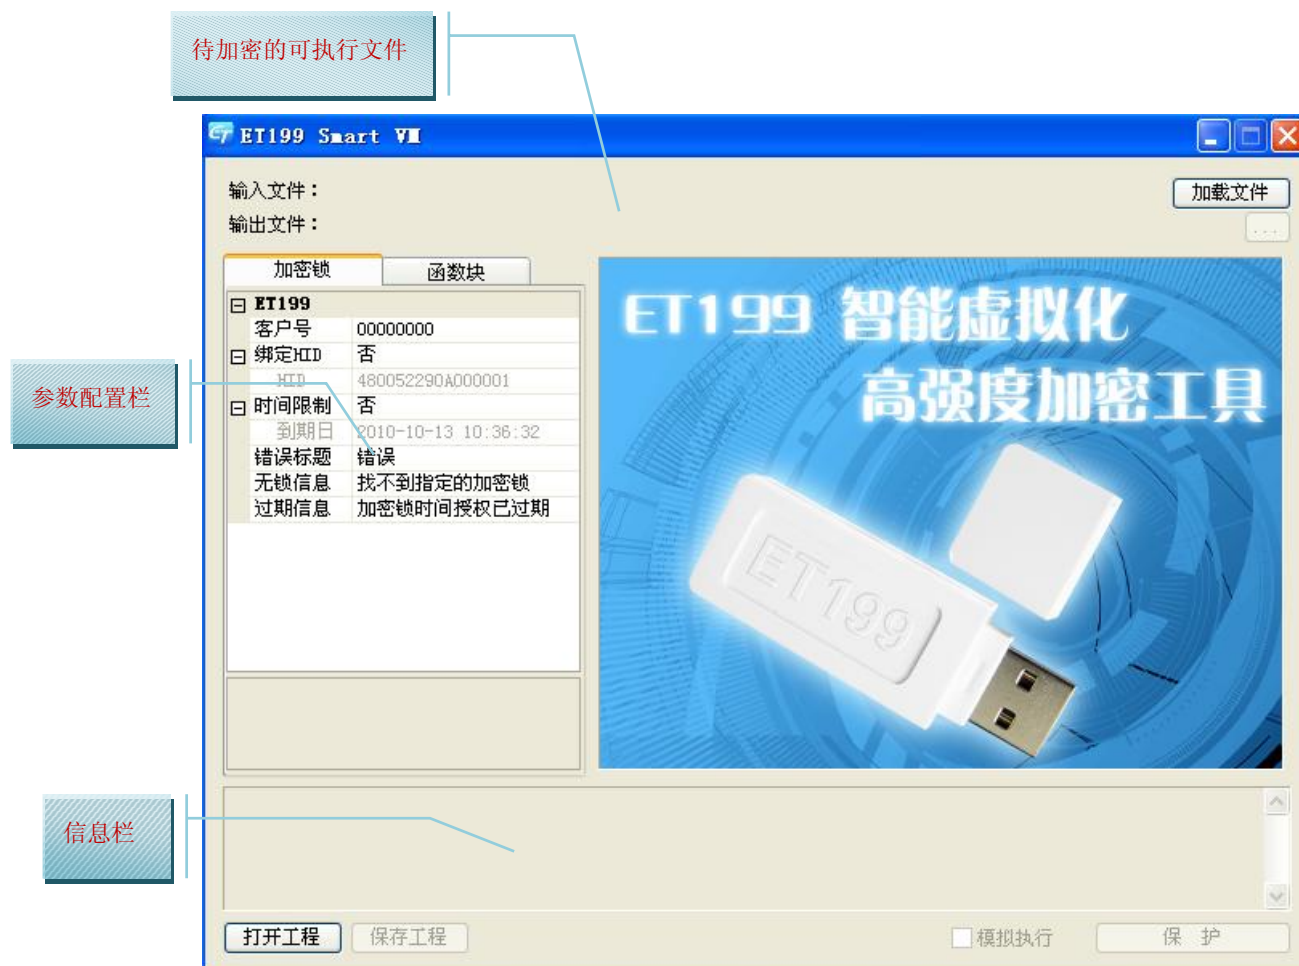 待加密的可执行文件
ET199 Smart VM
输入文件：
加载文件
输出文件：
...
加密锁 函数块
ET199
客户号 00000000
绑定HID 否
HID 480052290A000001
时间限制 否
到期日 2010-10-13 10:36:32
错误标题 错误
无锁信息 找不到指定的加密锁
过期信息 加密锁时间授权已过期
ET199 智能虚拟化
高强度加密工具
ET199
参数配置栏
信息栏
打开工程 保存工程 模拟执行 保 护